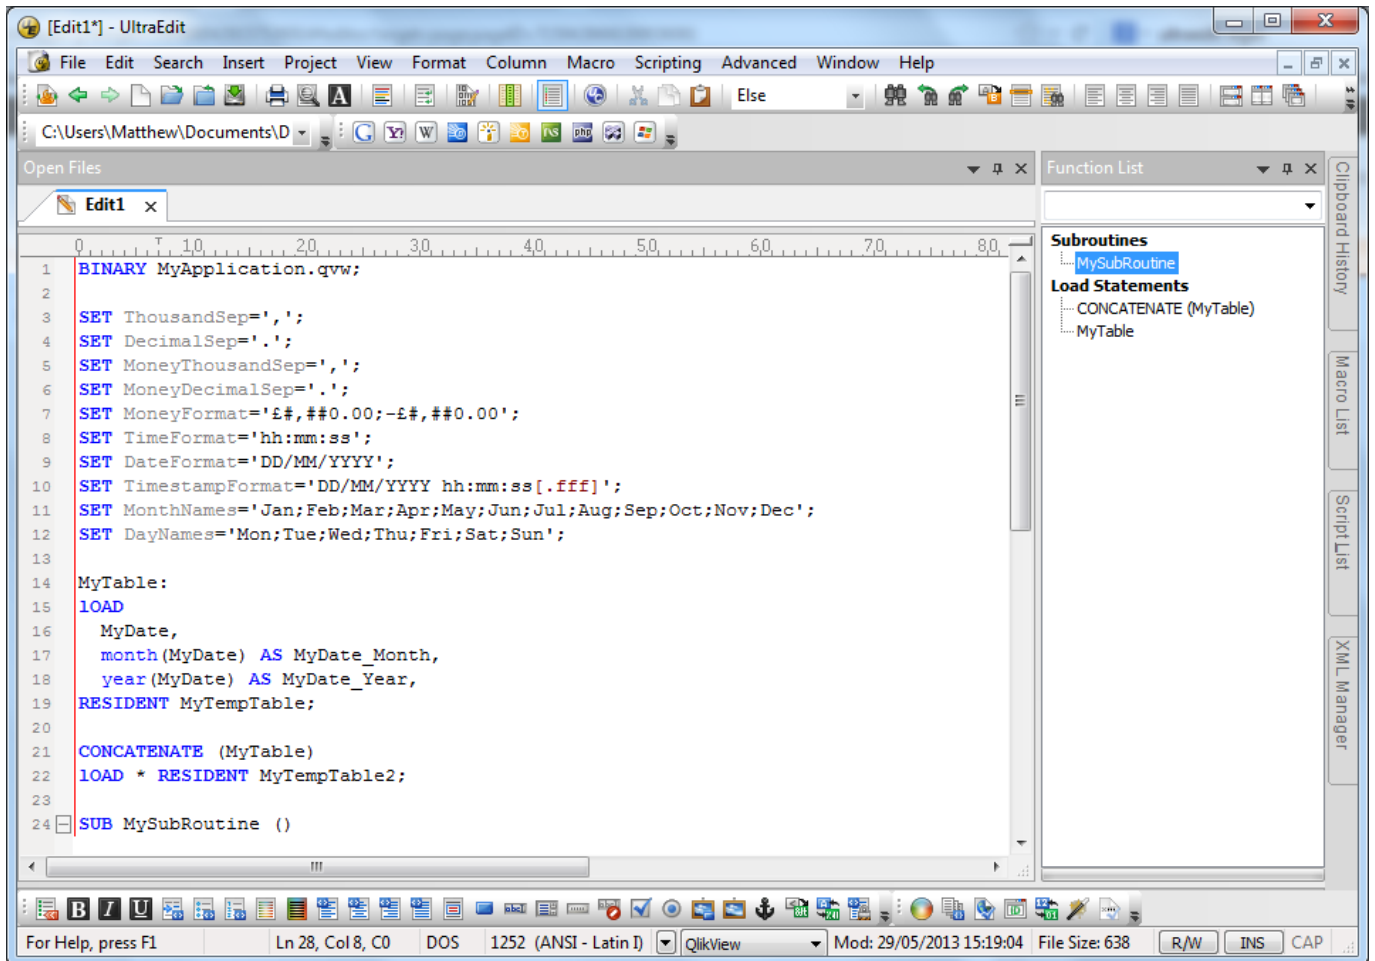 [Edit1*] - UltraEdit
File Edit Search Insert Project View Format Column Macro Scripting Advanced Window Help
Else
C:\Users\Matthew\Documents\D
Open Files
Function List
Edit1
0 10 20 30 40 50 60 70 80
1 BINARY MyApplication.qvw;
2
3 SET ThousandSep=',';
4 SET DecimalSep='.';
5 SET MoneyThousandSep=',';
6 SET MoneyDecimalSep='.';
7 SET MoneyFormat='£#,##0.00;-£#,##0.00';
8 SET TimeFormat='hh:mm:ss';
9 SET DateFormat='DD/MM/YYYY';
10 SET TimestampFormat='DD/MM/YYYY hh:mm:ss[.fff]';
11 SET MonthNames='Jan;Feb;Mar;Apr;May;Jun;Jul;Aug;Sep;Oct;Nov;Dec';
12 SET DayNames='Mon;Tue;Wed;Thu;Fri;Sat;Sun';
13
14 MyTable:
15 lOAD
16 MyDate,
17 month(MyDate) AS MyDate_Month,
18 year(MyDate) AS MyDate_Year,
19 RESIDENT MyTempTable;
20
21 CONCATENATE (MyTable)
22 lOAD * RESIDENT MyTempTable2;
23
24 SUB MySubRoutine ()
Subroutines
MySubRoutine
Load Statements
CONCATENATE (MyTable)
MyTable
Clipboard History
Macro List
Script List
XML Manager
For Help, press F1 Ln 28, Col 8, C0 DOS 1252 (ANSI - Latin I) QlikView Mod: 29/05/2013 15:19:04 File Size: 638 R/W INS CAP